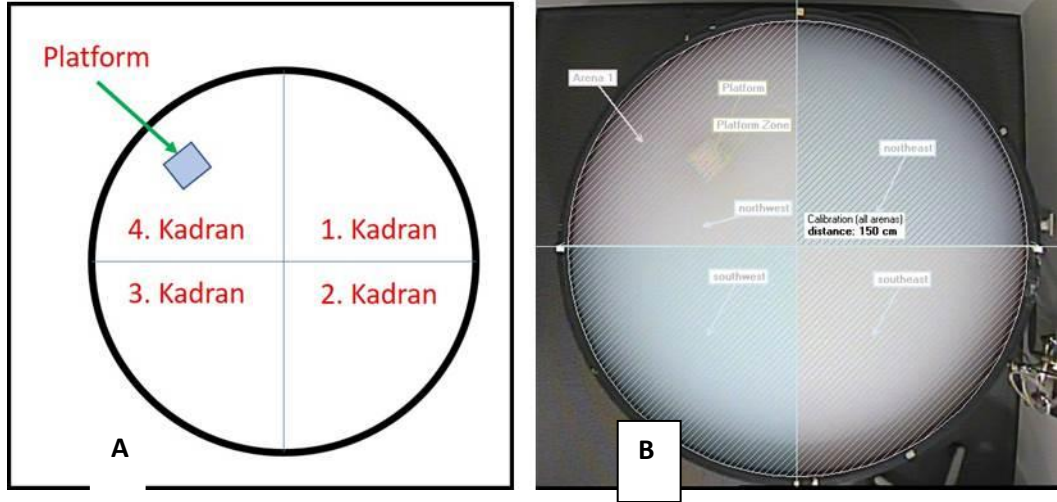 Platform
4. Kadran
1. Kadran
3. Kadran
2. Kadran
A
Arena 1
Platform
Platform Zone
northeast
northwest
Calibration (all arenas)
distance: 150 cm
southwest
southeast
B